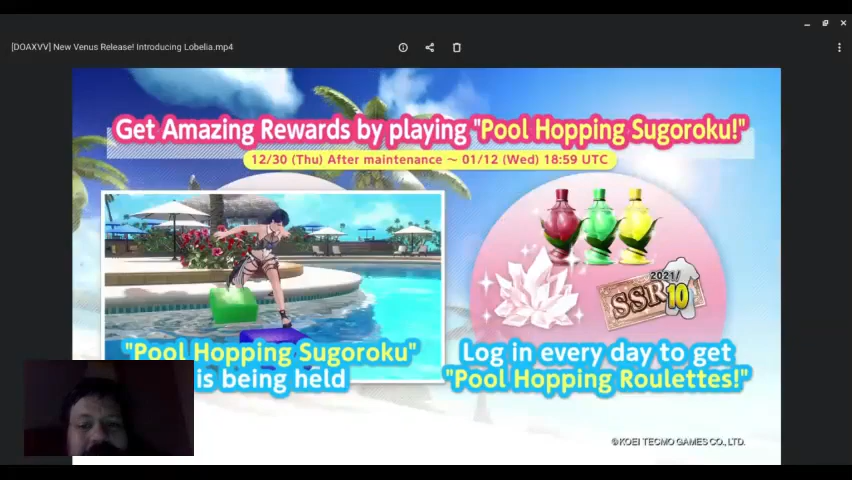 [DOAXVV] New Venus Release! Introducing Lobelia.mp4
Get Amazing Rewards by playing "Pool Hopping Sugoroku!"
12/30 (Thu) After maintenance ~ 01/12 (Wed) 18:59 UTC
2021/
SSR 10
"Pool Hopping Sugoroku"
is being held
Log in every day to get
"Pool Hopping Roulettes!"
©KOEI TECMO GAMES CO., LTD.